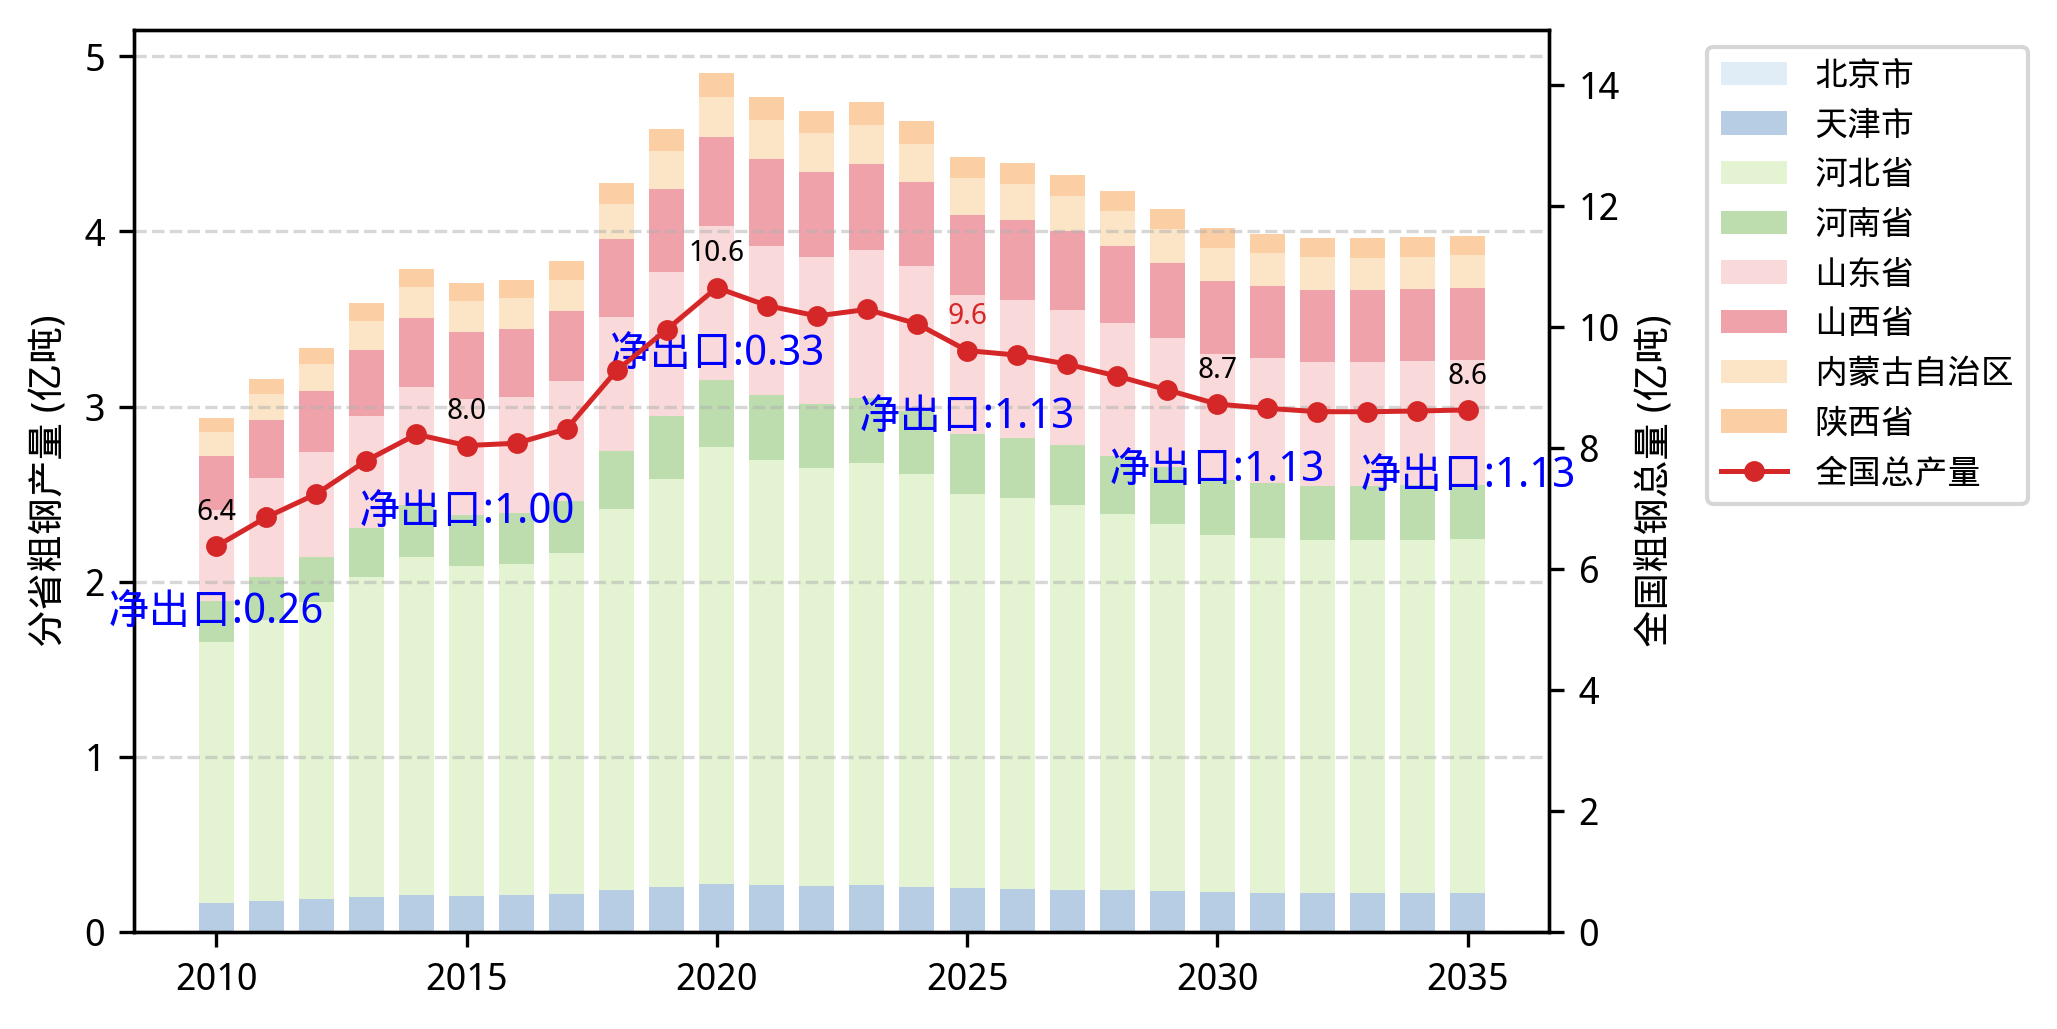 5
4
3
2
1
0
分省粗钢产量 (亿吨)
14
12
10
8
6
4
2
0
全国粗钢总量 (亿吨)
2010
2015
2020
2025
2030
2035
6.4
8.0
10.6
9.6
8.7
8.6
净出口:0.26
净出口:1.00
净出口:0.33
净出口:1.13
净出口:1.13
净出口:1.13
北京市
天津市
河北省
河南省
山东省
山西省
内蒙古自治区
陕西省
全国总产量